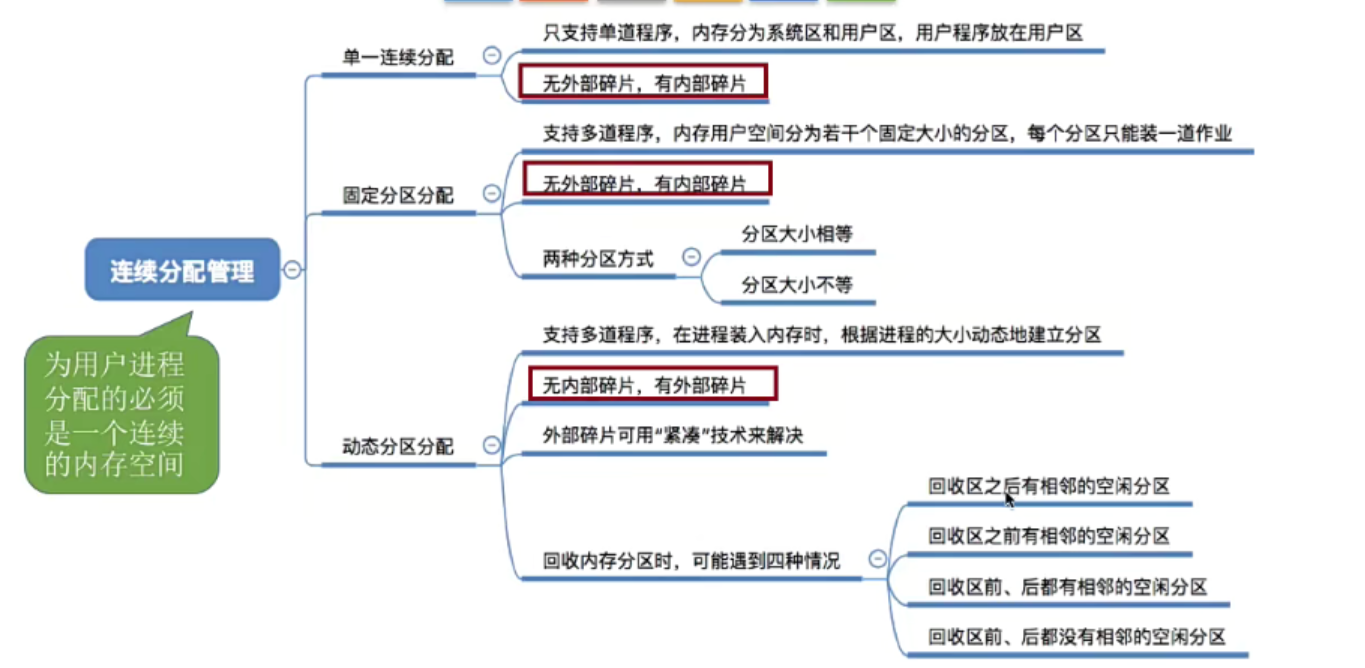 单一连续分配
只支持单道程序，内存分为系统区和用户区，用户程序放在用户区
无外部碎片，有内部碎片
固定分区分配
支持多道程序，内存用户空间分为若干个固定大小的分区，每个分区只能装一道作业
无外部碎片，有内部碎片
两种分区方式
分区大小相等
分区大小不等
连续分配管理
为用户进程
分配的必须
是一个连续
的内存空间
动态分区分配
支持多道程序，在进程装入内存时，根据进程的大小动态地建立分区
无内部碎片，有外部碎片
外部碎片可用“紧凑”技术来解决
回收内存分区时，可能遇到四种情况
回收区之后有相邻的空闲分区
回收区之前有相邻的空闲分区
回收区前、后都有相邻的空闲分区
回收区前、后都没有相邻的空闲分区